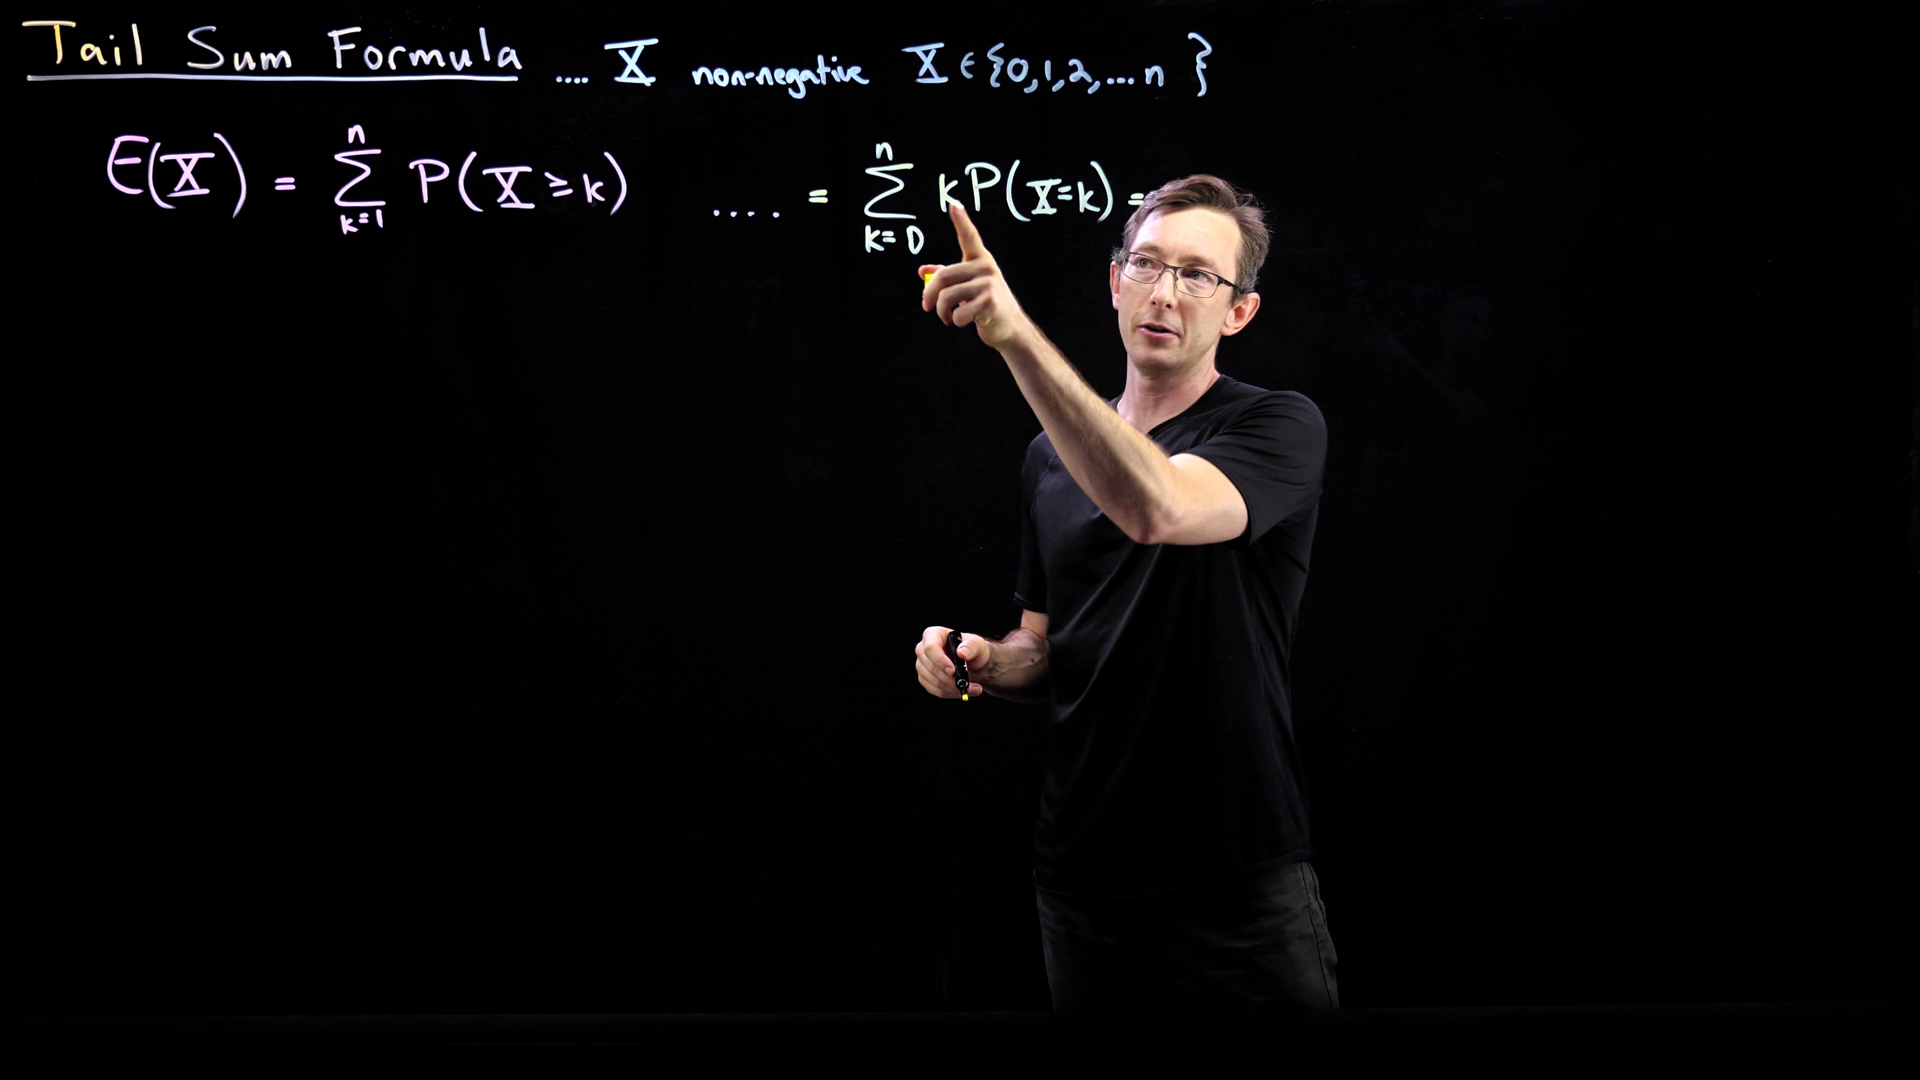 Tail Sum Formula .... X non-negative X ∈ {0,1,2,... n }
E(X) = ∑_{k=1}^{n} P(X ≥ k) .... = ∑_{k=0}^{n} kP(X=k) =